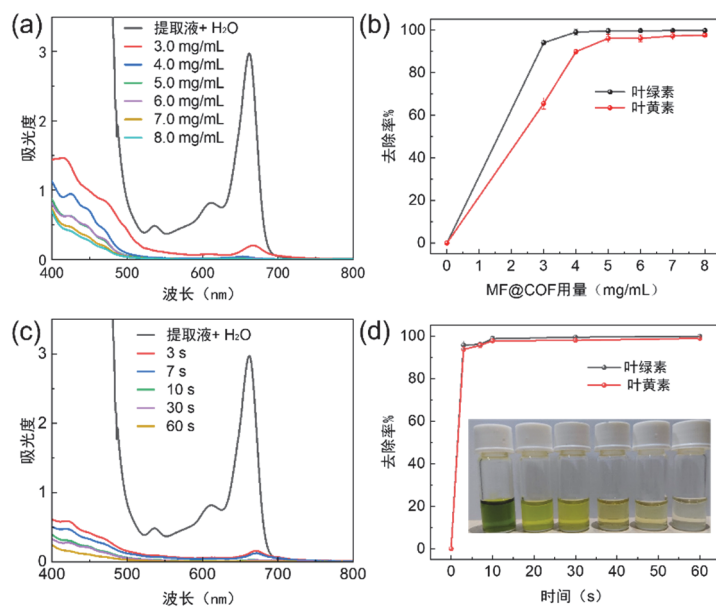 (a)
提取液+ H₂O
3.0 mg/mL
4.0 mg/mL
5.0 mg/mL
6.0 mg/mL
7.0 mg/mL
8.0 mg/mL
吸光度
3
2
1
0
400 500 600 700 800
波长（nm）
(b)
叶绿素
叶黄素
去除率%
100
80
60
40
20
0
0 1 2 3 4 5 6 7 8
MF@COF用量（mg/mL）
(c)
提取液+ H₂O
3 s
7 s
10 s
30 s
60 s
吸光度
3
2
1
0
400 500 600 700 800
波长（nm）
(d)
叶绿素
叶黄素
去除率%
100
80
60
40
20
0
0 10 20 30 40 50 60
时间（s）